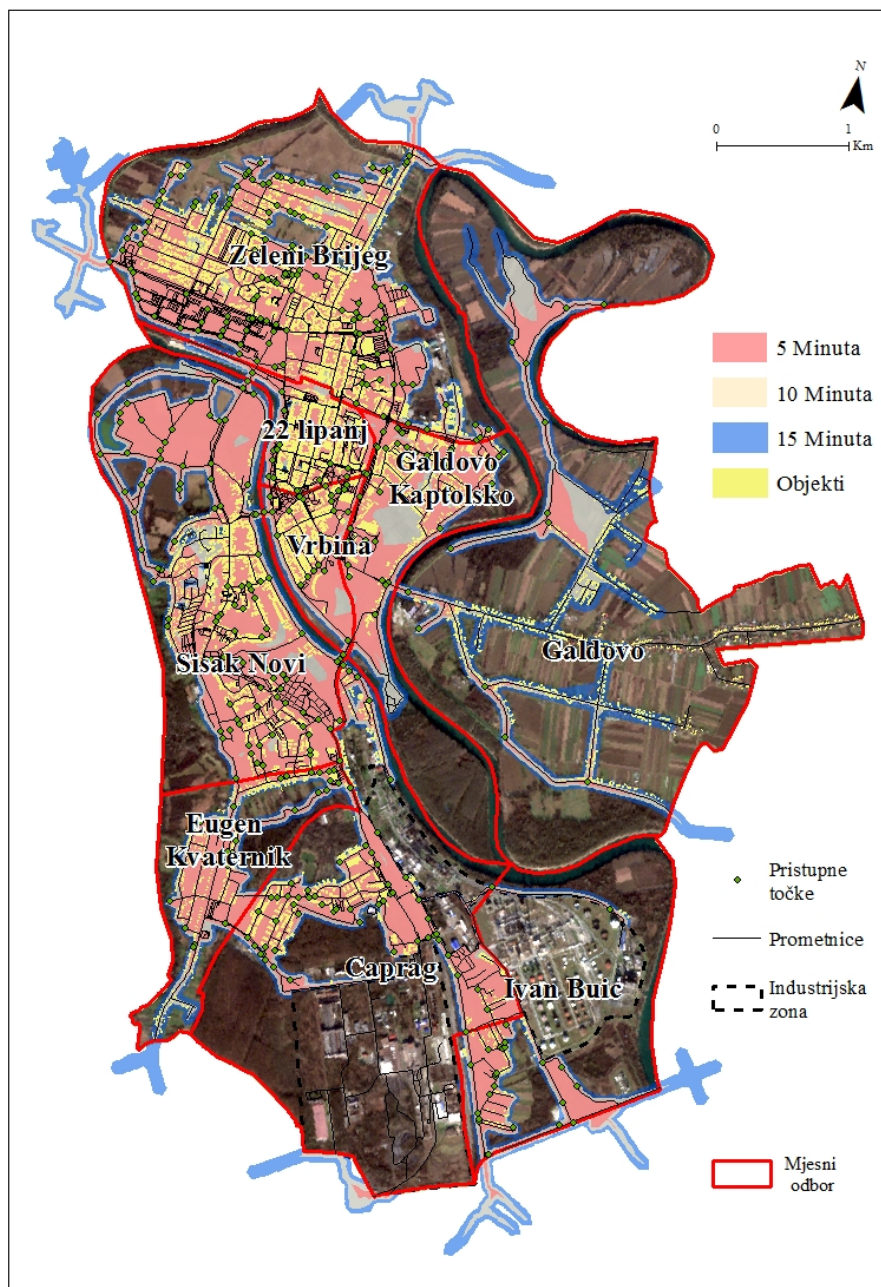 N
0 1
Km
Zeleni Brijeg
5 Minuta
10 Minuta
15 Minuta
Objekti
22 lipanj
Galdovo
Kaptolsko
Vrbina
Galdovo
Sisak Novi
Eugen
Kvaternik
Caprag
Ivan Buić
Pristupne
točke
Prometnice
Industrijska
zona
Mjesni
odbor